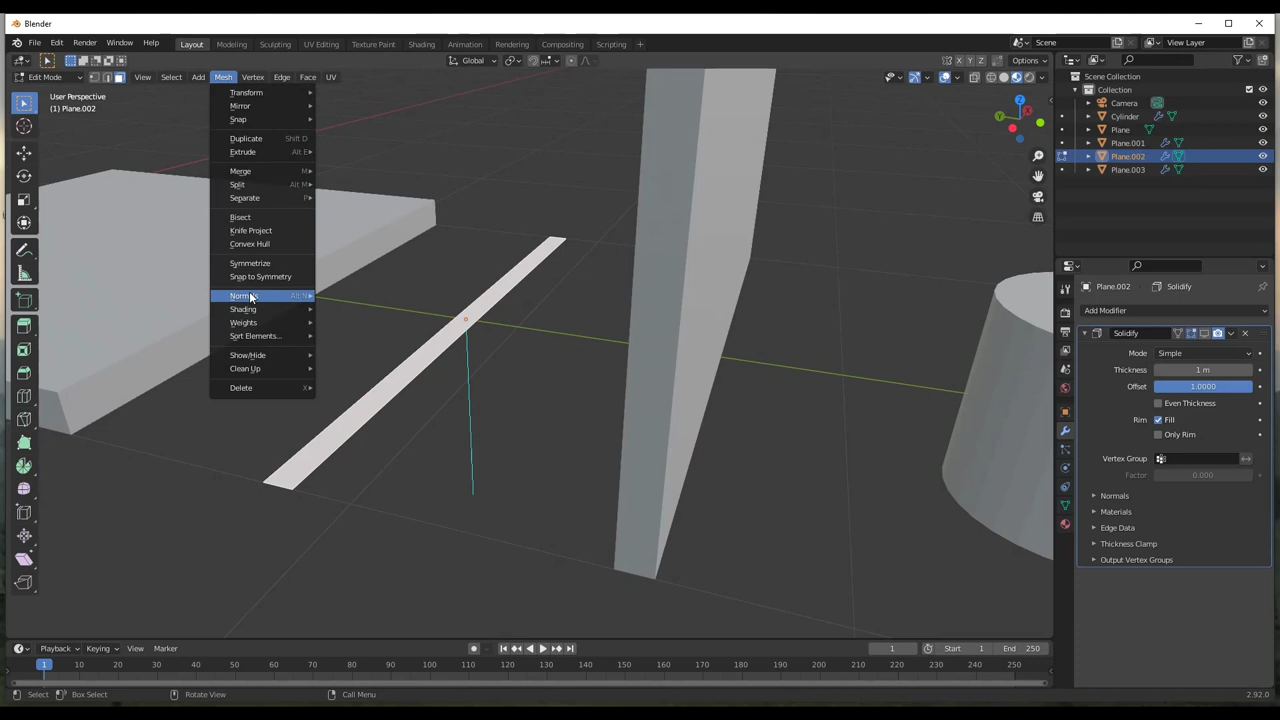 Blender
File Edit Render Window Help
Layout Modeling Sculpting UV Editing Texture Paint Shading Animation Rendering Compositing Scripting +
Scene
View Layer
Edit Mode
View Select Add Mesh Vertex Edge Face UV
Global
X Y Z
Options
User Perspective
(1) Plane.002
Transform
Mirror
Snap
Duplicate Shift D
Extrude Alt E
Merge M
Split Alt M
Separate P
Bisect
Knife Project
Convex Hull
Symmetrize
Snap to Symmetry
Normals Alt N
Shading
Weights
Sort Elements...
Show/Hide
Clean Up
Delete X
Z
Y
X
Scene Collection
Collection
Camera
Cylinder
Plane
Plane.001
Plane.002
Plane.003
Plane.002 Solidify
Add Modifier
Solidify
Mode Simple
Thickness 1 m
Offset 1.0000
Even Thickness
Rim Fill
Only Rim
Vertex Group
Factor 0.000
Normals
Materials
Edge Data
Thickness Clamp
Output Vertex Groups
Playback Keying View Marker
1 Start 1 End 250
1 10 20 30 40 50 60 70 80 90 100 110 120 130 140 150 160 170 180 190 200 210 220 230 240 250
Select Box Select Rotate View Call Menu
2.92.0